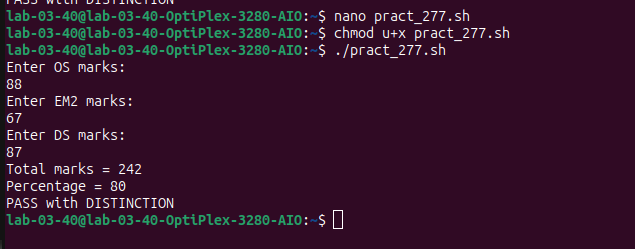 PASS with DISTINCTION
lab-03-40@lab-03-40-OptiPlex-3280-AIO:~$ nano pract_277.sh
lab-03-40@lab-03-40-OptiPlex-3280-AIO:~$ chmod u+x pract_277.sh
lab-03-40@lab-03-40-OptiPlex-3280-AIO:~$ ./pract_277.sh
Enter OS marks:
88
Enter EM2 marks:
67
Enter DS marks:
87
Total marks = 242
Percentage = 80
PASS with DISTINCTION
lab-03-40@lab-03-40-OptiPlex-3280-AIO:~$